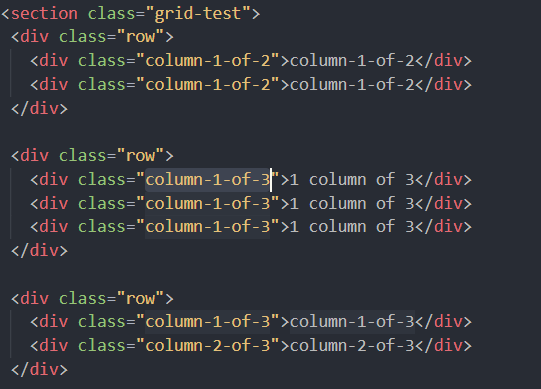 <section class="grid-test">
<div class="row">
<div class="column-1-of-2">column-1-of-2</div>
<div class="column-1-of-2">column-1-of-2</div>
</div>
<div class="row">
<div class="column-1-of-3">1 column of 3</div>
<div class="column-1-of-3">1 column of 3</div>
<div class="column-1-of-3">1 column of 3</div>
</div>
<div class="row">
<div class="column-1-of-3">column-1-of-3</div>
<div class="column-2-of-3">column-2-of-3</div>
</div>